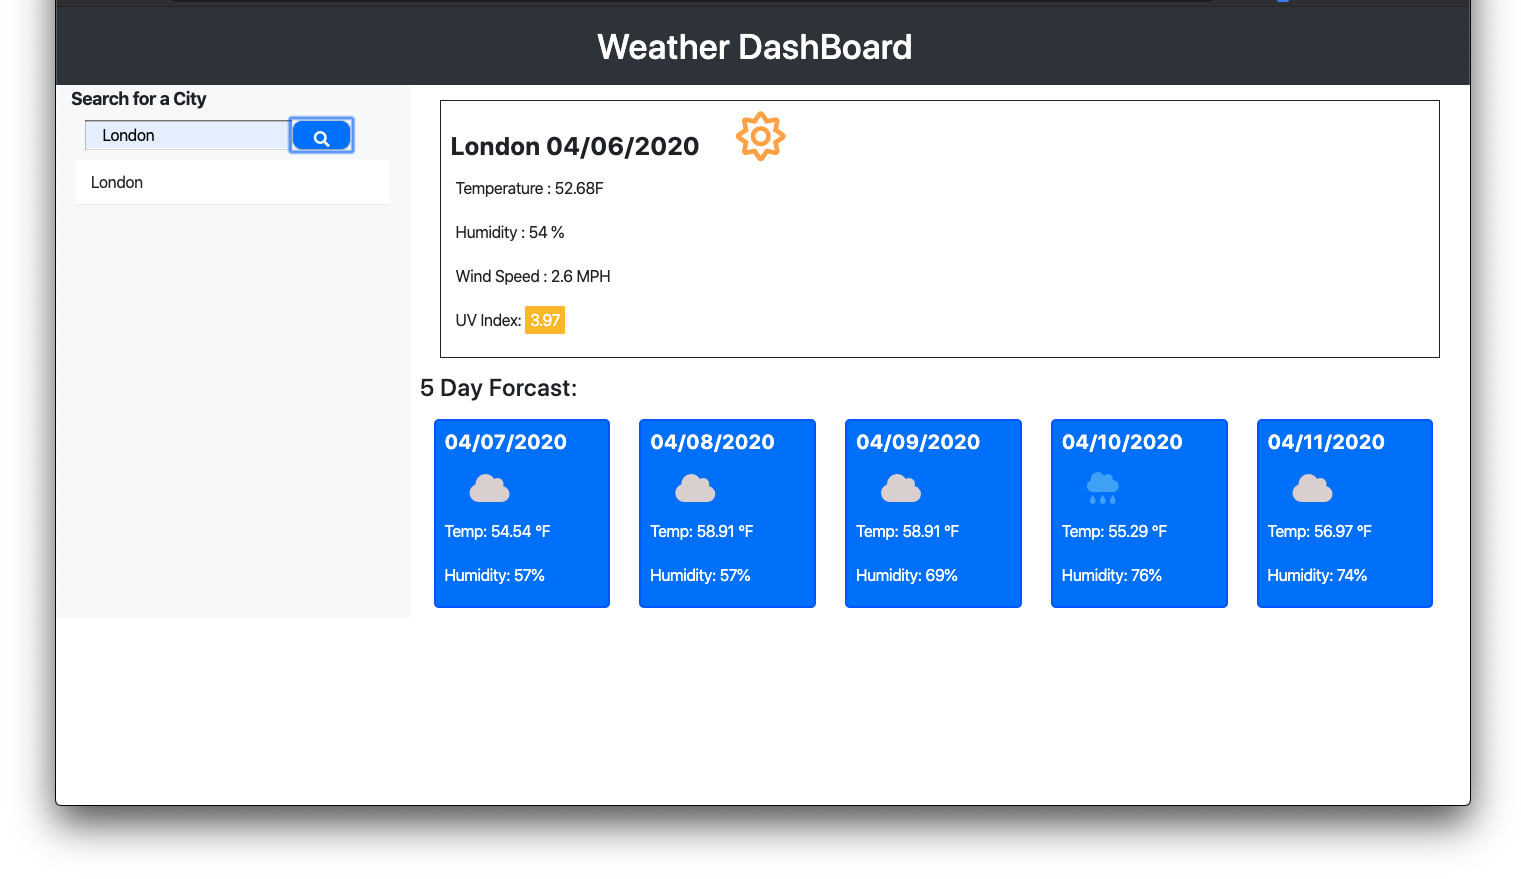 Weather DashBoard
Search for a City
London
London
London 04/06/2020
Temperature : 52.68F
Humidity : 54 %
Wind Speed : 2.6 MPH
UV Index: 3.97
5 Day Forcast:
04/07/2020
Temp: 54.54 °F
Humidity: 57%
04/08/2020
Temp: 58.91 °F
Humidity: 57%
04/09/2020
Temp: 58.91 °F
Humidity: 69%
04/10/2020
Temp: 55.29 °F
Humidity: 76%
04/11/2020
Temp: 56.97 °F
Humidity: 74%